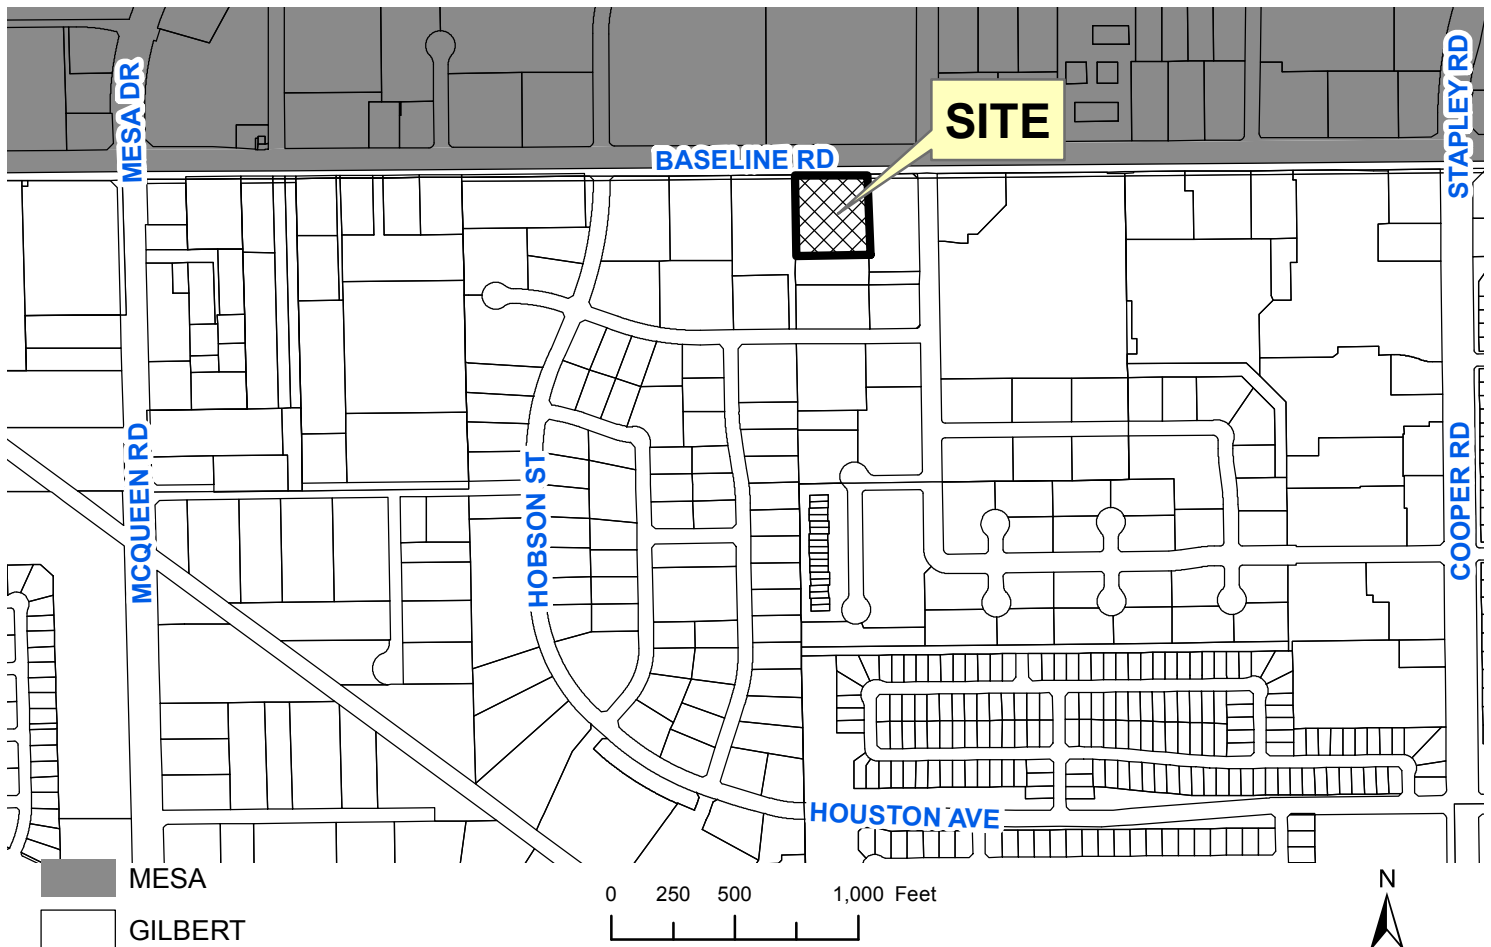 MESA DR
STAPLEY RD
SITE
BASELINE RD
MCQUEEN RD
HOBSON ST
COOPER RD
HOUSTON AVE
MESA
GILBERT
0 250 500 1,000 Feet
N